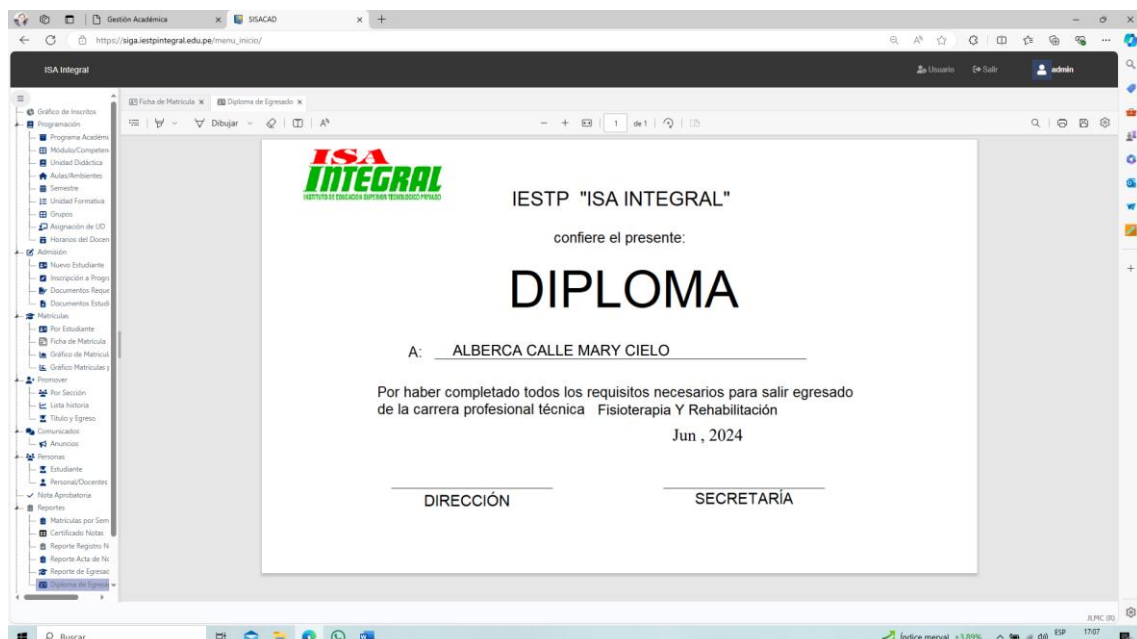 Gestión Académica
SISACAD
https://siga.iestpintegral.edu.pe/menu_inicio/
ISA Integral
Usuario
Salir
admin
Ficha de Matrícula
Diploma de Egresado
Dibujar
1 de 1
Gráfico de Inscritos
Programación
Programa Académi
Módulo/Competen
Unidad Didáctica
Aulas/Ambientes
Semestre
Unidad Formativa
Grupos
Asignación de UD
Horarios del Docen
Admisión
Nuevo Estudiante
Inscripción a Progra
Documentos Reque
Documentos Estudi
Matrículas
Por Estudiante
Ficha de Matrícula
Gráfico de Matrícul
Gráfico Matrículas p
Promover
Por Sección
Lista historia
Título y Egreso
Comunicados
Anuncios
Personas
Estudiante
Personal/Docentes
Nota Aprobatoria
Reportes
Matrículas por Sem
Certificado Notas
Reporte Registro N
Reporte Acta de No
Reporte de Egresad
Diploma de Egresa
ISA
INTEGRAL
INSTITUTO DE EDUCACION SUPERIOR TECNOLOGICO PRIVADO
IESTP "ISA INTEGRAL"
confiere el presente:
DIPLOMA
A: ALBERCA CALLE MARY CIELO
Por haber completado todos los requisitos necesarios para salir egresado
de la carrera profesional técnica Fisioterapia Y Rehabilitación
Jun , 2024
DIRECCIÓN
SECRETARÍA
JLMC (R)
Buscar
Índice merval +3,89%
ESP
17:07